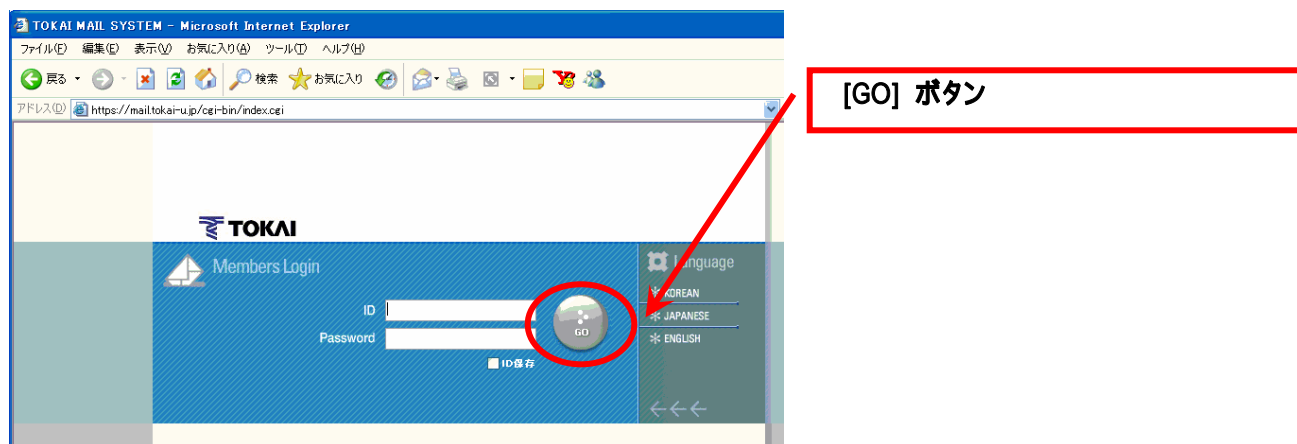 TOKAI MAIL SYSTEM - Microsoft Internet Explorer
ファイル(F) 編集(E) 表示(V) お気に入り(A) ツール(T) ヘルプ(H)
戻る 検索 お気に入り
アドレス(D) https://mail.tokai-u.jp/cgi-bin/index.cgi
[GO] ボタン
TOKAI
Members Login
ID
Password
GO
ID保存
Language
KOREAN
JAPANESE
ENGLISH